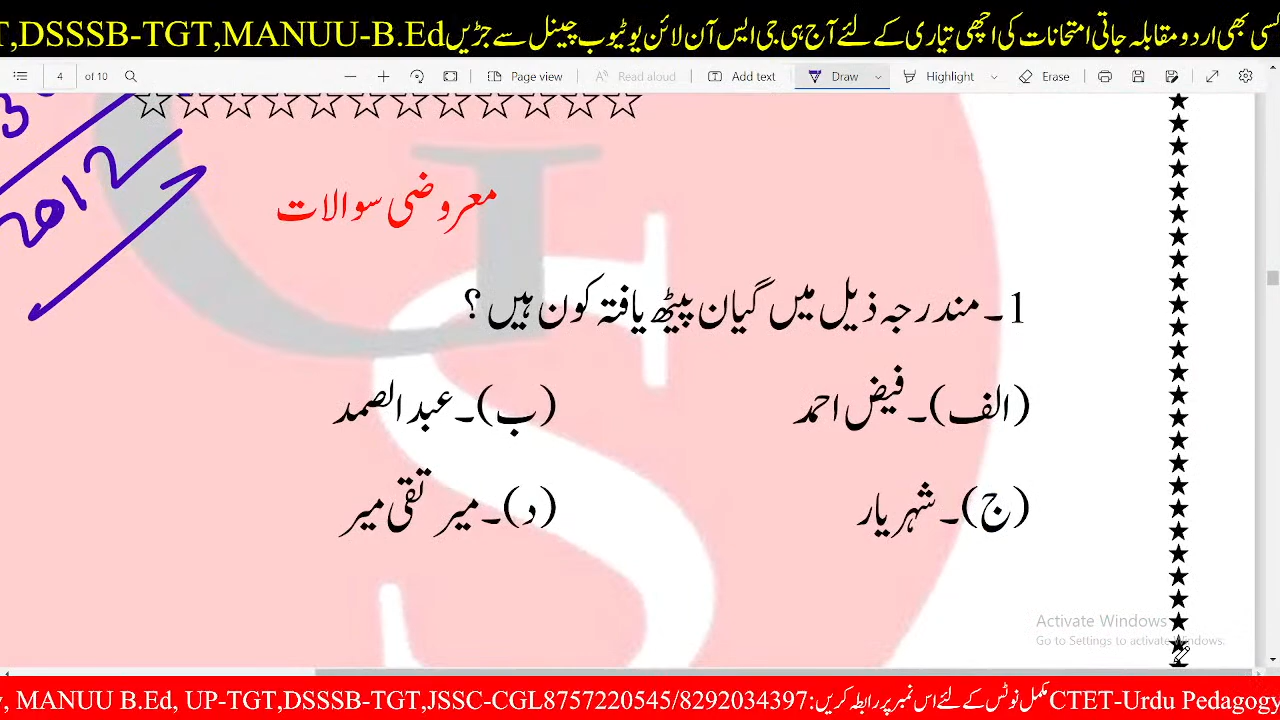 کسی بھی اردو مقابلہ جاتی امتحانات کی اچھی تیاری کے لئے آج ہی جی ایس آن لائن یوٹیوب چینل سے جڑیں T,DSSSB-TGT,MANUU-B.Ed
4 of 10 Page view Read aloud Add text Draw Highlight Erase
2012
معروضی سوالات
1۔ مندرجہ ذیل میں گیان پیٹھ یافتہ کون ہیں؟
(الف)۔ فیض احمد (ب)۔ عبدالصمد
(ج)۔ شہریار (د)۔ میر تقی میر
Activate Windows
Go to Settings to activate Windows.
CTET-Urdu Pedagogy مکمل نوٹس کے لئے اس نمبر پر رابطہ کریں: 8757220545/8292034397 , MANUU B.Ed, UP-TGT,DSSSB-TGT,JSSC-CGL